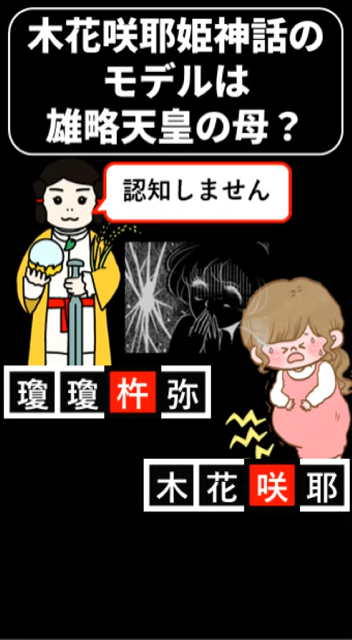 木花咲耶姫神話の
モデルは
雄略天皇の母？
認知しません
瓊瓊杵弥
木花咲耶